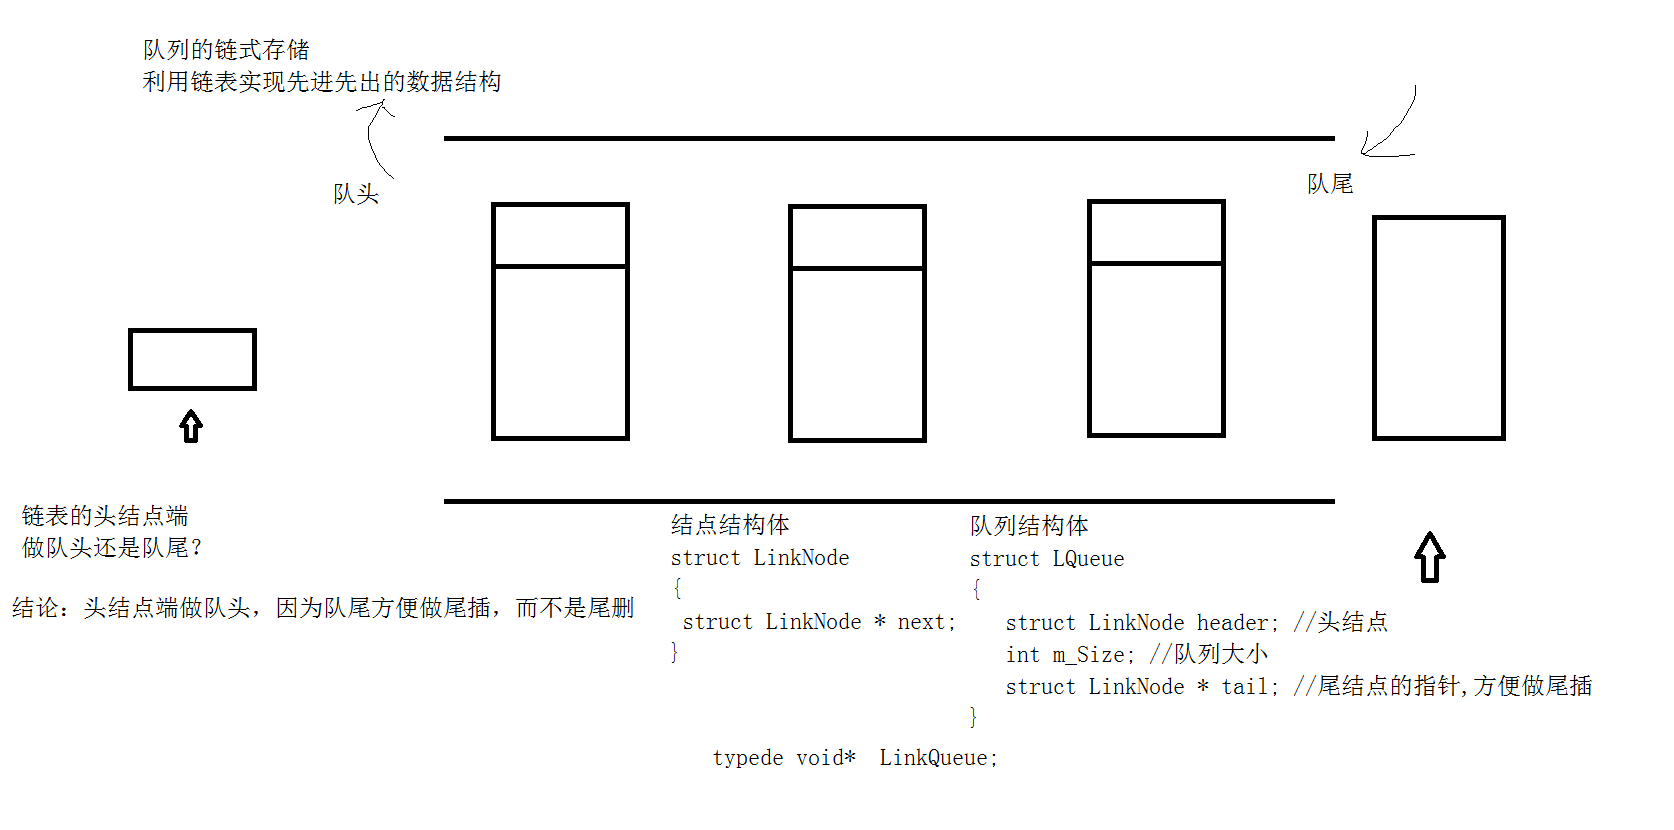 队列的链式存储
利用链表实现先进先出的数据结构
队头
队尾
链表的头结点端
做队头还是队尾？
结论：头结点端做队头，因为队尾方便做尾插，而不是尾删
结点结构体
struct LinkNode
{
struct LinkNode * next;
}
队列结构体
struct LQueue
{
struct LinkNode header; //头结点
int m_Size; //队列大小
struct LinkNode * tail; //尾结点的指针,方便做尾插
}
typede void*  LinkQueue;